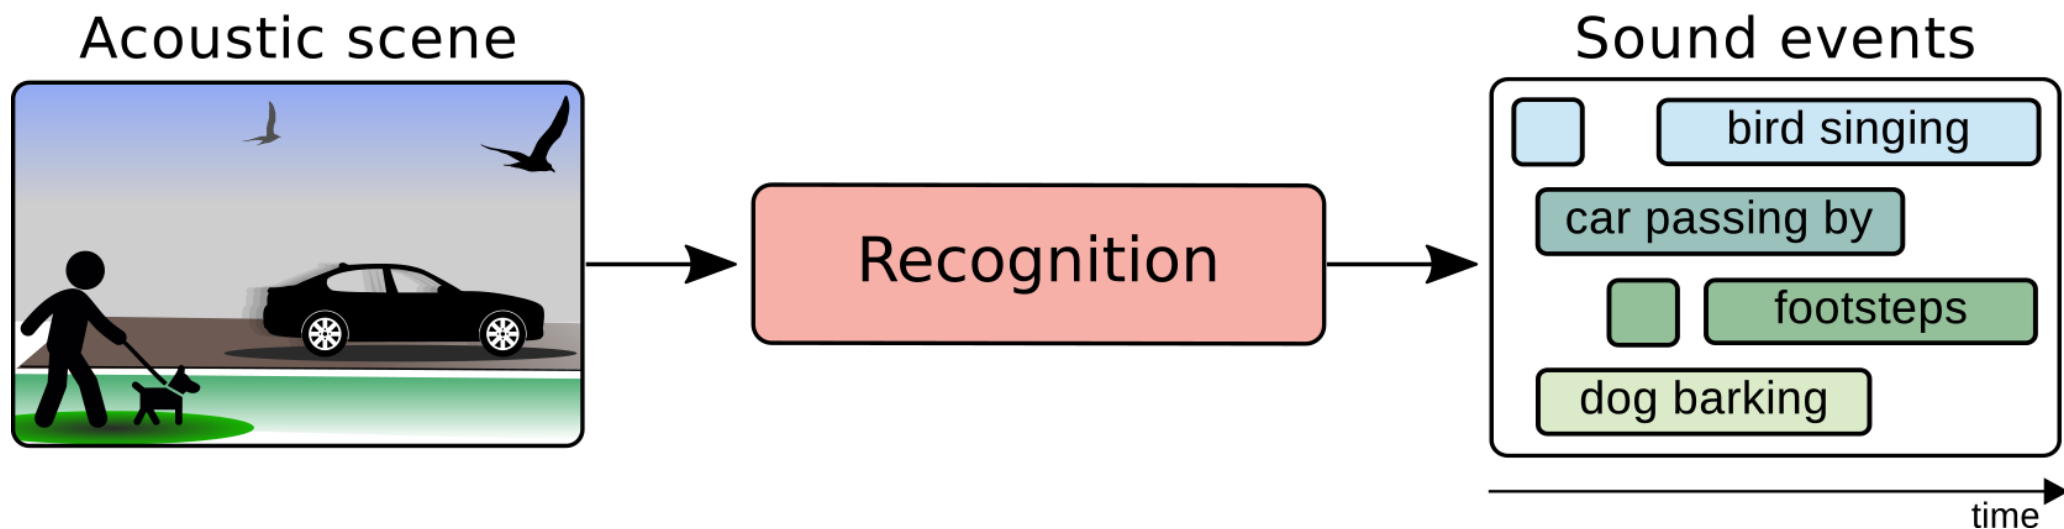 Acoustic scene
Recognition
Sound events
bird singing
car passing by
footsteps
dog barking
time